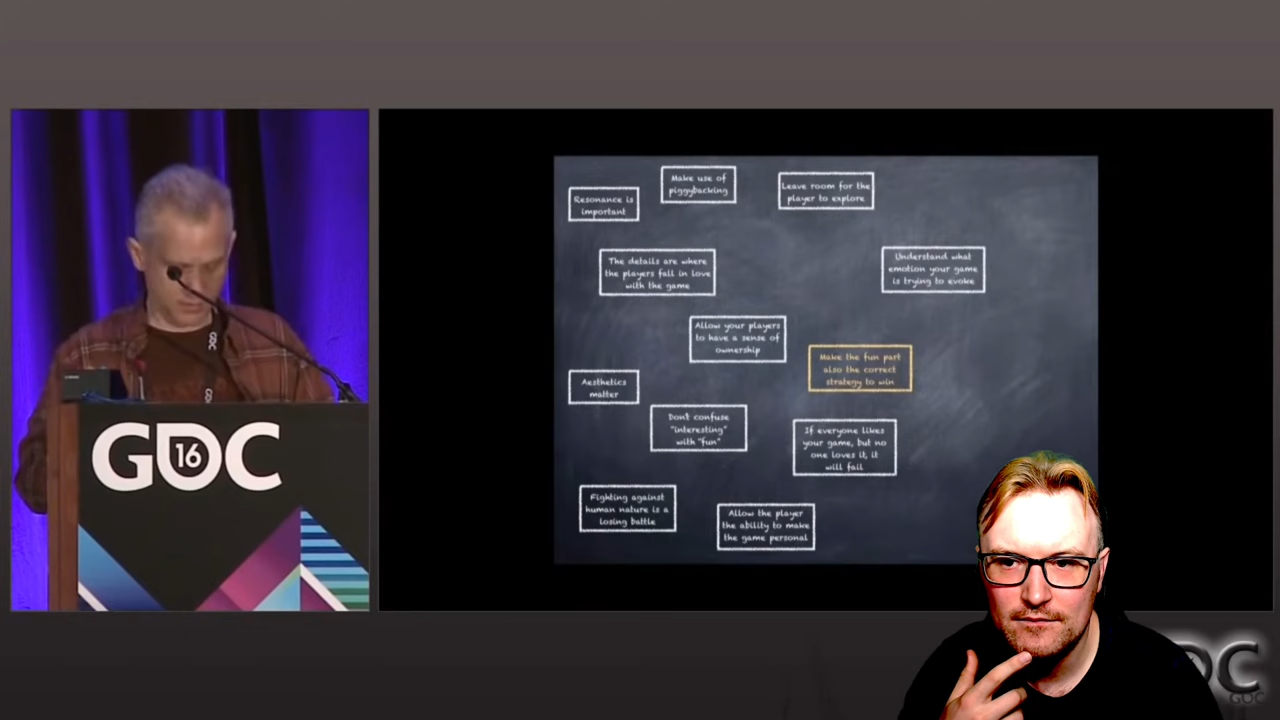 Resonance is
important
Make use of
piggybacking
Leave room for the
player to explore
The details are where
the players fall in love
with the game
Understand what
emotion your game
is trying to evoke
Allow your players
to have a sense of
ownership
Make the fun part
also the correct
strategy to win
Aesthetics
matter
Don't confuse
"interesting"
with "fun"
If everyone likes
your game, but no
one loves it, it
will fail
Fighting against
human nature is a
losing battle
Allow the player
the ability to make
the game personal
GDC
16
GDC